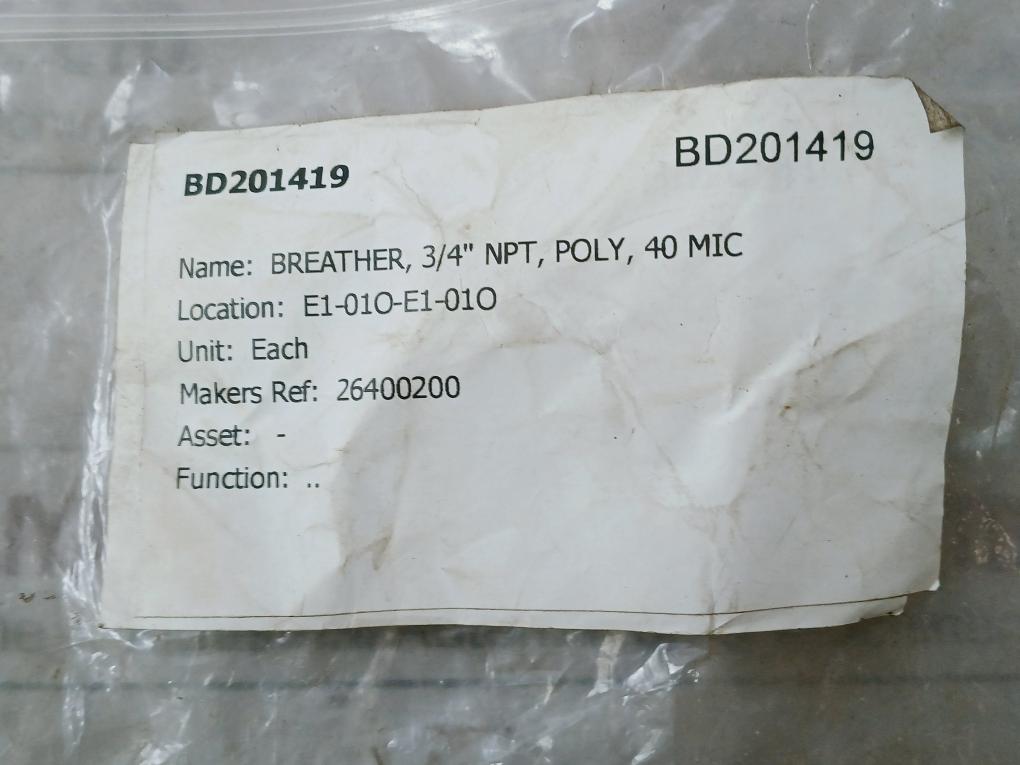 BD201419
BD201419
Name: BREATHER, 3/4" NPT, POLY, 40 MIC
Location: E1-01O-E1-01O
Unit: Each
Makers Ref: 26400200
Asset: -
Function: ..